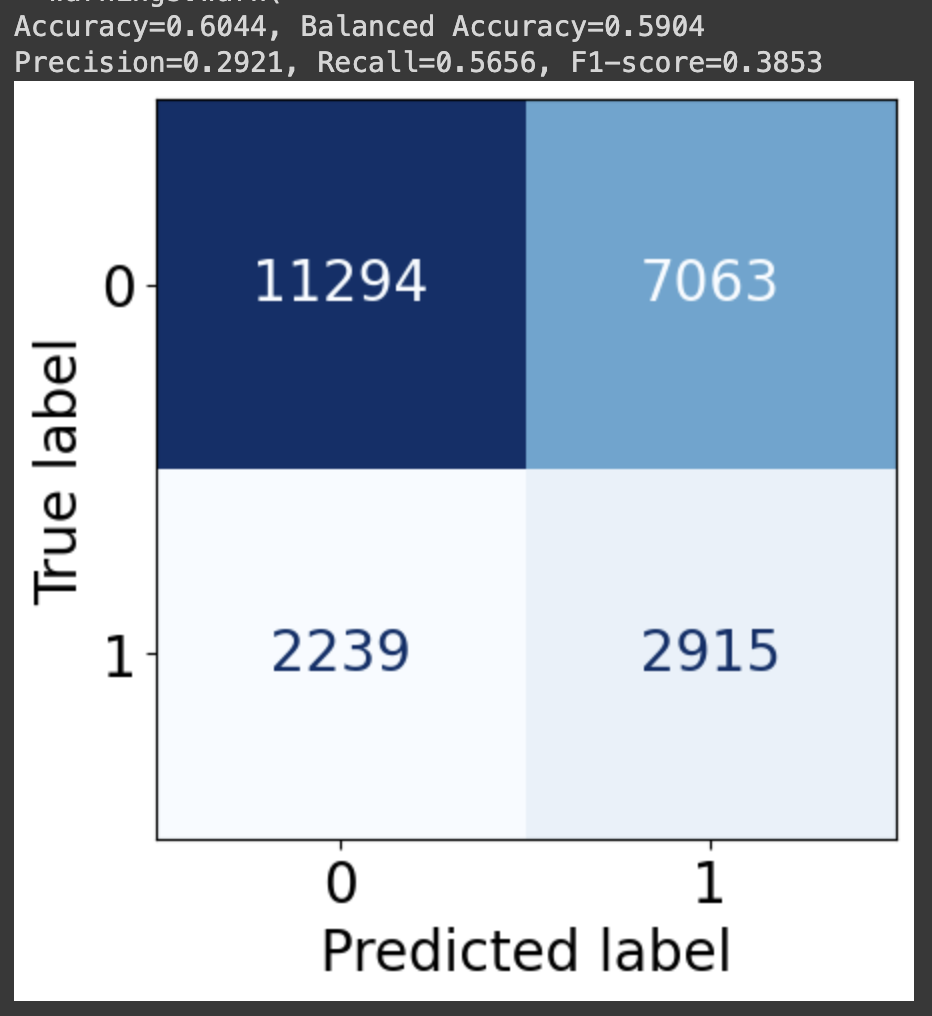 Accuracy=0.6044, Balanced Accuracy=0.5904
Precision=0.2921, Recall=0.5656, F1-score=0.3853
0
11294
7063
True label
1
2239
2915
0
1
Predicted label